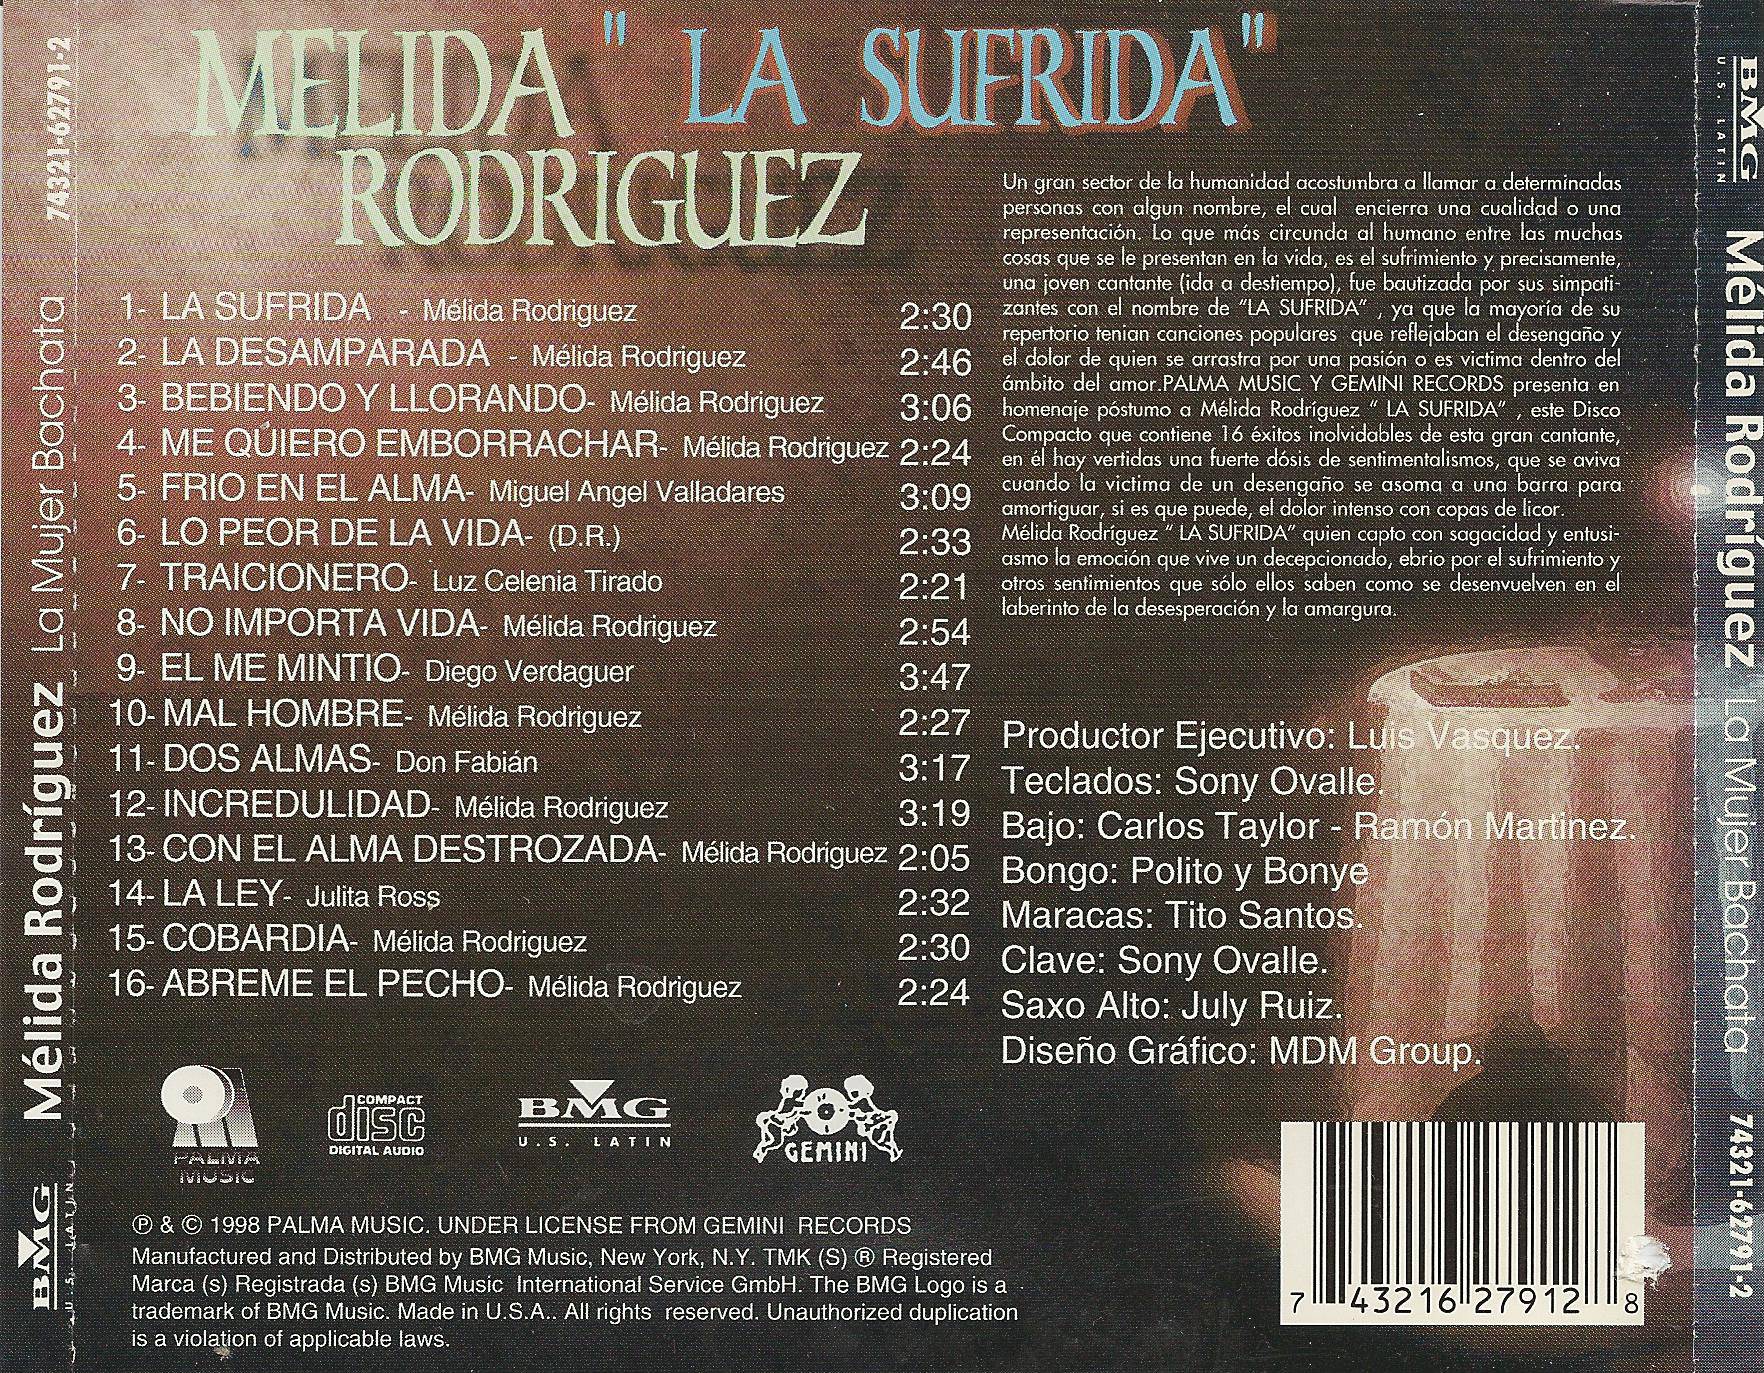 MELIDA " LA SUFRIDA"
RODRIGUEZ
1- LA SUFRIDA - Mélida Rodriguez 2:30
2- LA DESAMPARADA - Mélida Rodriguez 2:46
3- BEBIENDO Y LLORANDO- Mélida Rodriguez 3:06
4- ME QUIERO EMBORRACHAR- Mélida Rodriguez 2:24
5- FRIO EN EL ALMA- Miguel Angel Valladares 3:09
6- LO PEOR DE LA VIDA- (D.R.) 2:33
7- TRAICIONERO- Luz Celenia Tirado 2:21
8- NO IMPORTA VIDA- Mélida Rodriguez 2:54
9- EL ME MINTIO- Diego Verdaguer 3:47
10- MAL HOMBRE- Mélida Rodriguez 2:27
11- DOS ALMAS- Don Fabián 3:17
12- INCREDULIDAD- Mélida Rodriguez 3:19
13- CON EL ALMA DESTROZADA- Mélida Rodriguez 2:05
14- LA LEY- Julita Ross 2:32
15- COBARDIA- Mélida Rodriguez 2:30
16- ABREME EL PECHO- Mélida Rodriguez 2:24
Un gran sector de la humanidad acostumbra a llamar a determinadas
personas con algun nombre, el cual encierra una cualidad o una
representación. Lo que más circunda al humano entre las muchas
cosas que se le presentan en la vida, es el sufrimiento y precisamente,
una joven cantante (ida a destiempo), fue bautizada por sus simpati-
zantes con el nombre de "LA SUFRIDA" , ya que la mayoría de su
repertorio tenian canciones populares que reflejaban el desengaño y
el dolor de quien se arrastra por una pasión o es victima dentro del
ámbito del amor.PALMA MUSIC Y GEMINI RECORDS presenta en
homenaje póstumo a Mélida Rodríguez " LA SUFRIDA" , este Disco
Compacto que contiene 16 éxitos inolvidables de esta gran cantante,
en él hay vertidas una fuerte dósis de sentimentalismos, que se aviva
cuando la victima de un desengaño se asoma a una barra para
amortiguar, si es que puede, el dolor intenso con copas de licor.
Mélida Rodríguez " LA SUFRIDA" quien capto con sagacidad y entusi-
asmo la emoción que vive un decepcionado, ebrio por el sufrimiento y
otros sentimientos que sólo ellos saben como se desenvuelven en el
laberinto de la desesperación y la amargura.
Productor Ejecutivo: Luis Vasquez.
Teclados: Sony Ovalle.
Bajo: Carlos Taylor - Ramón Martinez.
Bongo: Polito y Bonye
Maracas: Tito Santos.
Clave: Sony Ovalle.
Saxo Alto: July Ruiz.
Diseño Gráfico: MDM Group.
PALMA
MUSIC
COMPACT
disc
DIGITAL AUDIO
BMG
U.S. LATIN
GEMINI
℗ & © 1998 PALMA MUSIC. UNDER LICENSE FROM GEMINI RECORDS
Manufactured and Distributed by BMG Music, New York, N.Y. TMK (S) ® Registered
Marca (s) Registrada (s) BMG Music International Service GmbH. The BMG Logo is a
trademark of BMG Music. Made in U.S.A.. All rights reserved. Unauthorized duplication
is a violation of applicable laws.
7 43216 27912 8
BMG
U.S. LATIN
Mélida Rodríguez La Mujer Bachata
74321-62791-2
BMG
U.S. LATIN
Mélida Rodríguez La Mujer Bachata
74321-62791-2